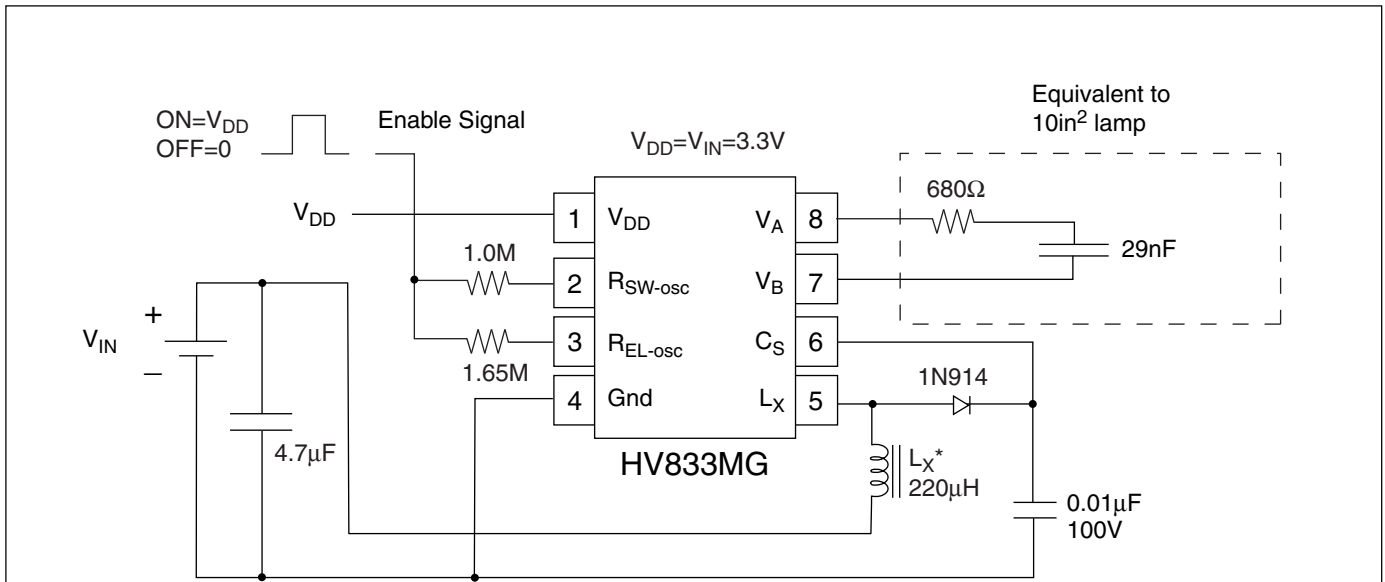 ON=VDD
OFF=0
Enable Signal
VDD=VIN=3.3V
Equivalent to
10in² lamp
VDD
1
VDD
VA
8
680Ω
29nF
1.0M
2
RSW-osc
VB
7
+
VIN
–
1.65M
3
REL-osc
CS
6
1N914
4
Gnd
LX
5
4.7µF
HV833MG
LX*
220µH
0.01µF
100V